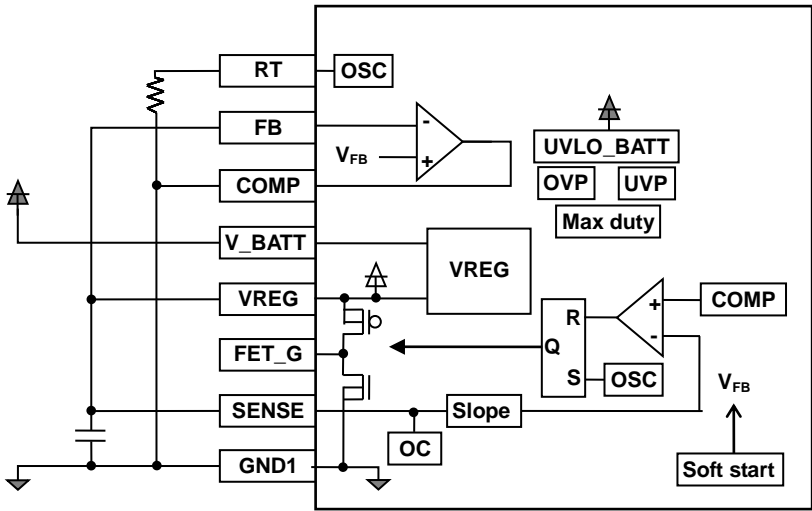 RT
OSC
FB
-
V_FB
+
COMP
V_BATT
VREG
VREG
FET_G
SENSE
GND1
UVLO_BATT
OVP
UVP
Max duty
+
-
COMP
R
Q
S
OSC
Slope
OC
V_FB
Soft start